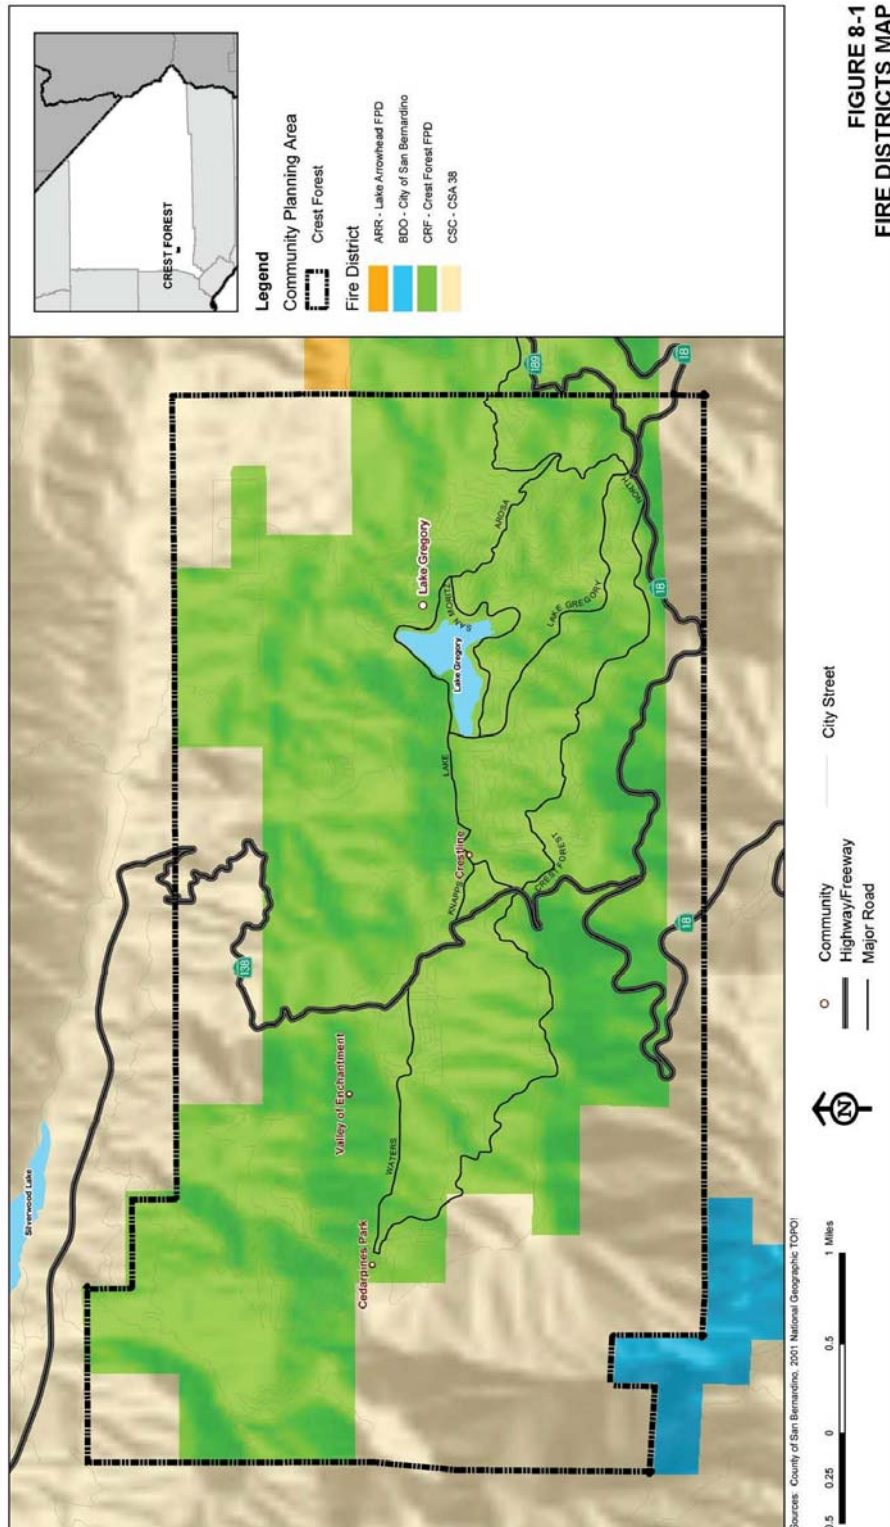 FIGURE 8-1
FIRE DISTRICTS MAP
CREST FOREST
Legend
Community Planning Area
Crest Forest
Fire District
ARR - Lake Arrowhead FPD
BDO - City of San Bernardino
CRF - Crest Forest FPD
CSC - CSA 38
Silverwood Lake
138
Valley of Enchantment
Cedarpines Park
WATERS
KNAPPS
Crestline
CREST FOREST
LAKE
Lake Gregory
Lake Gregory
SAN MORITZ
AROSA
LAKE GREGORY
NORTH
189
18
18
18
Sources: County of San Bernardino, 2001 National Geographic TOPO!
0.5
0.25
0
0.5
1 Miles
N
Community
Highway/Freeway
Major Road
City Street